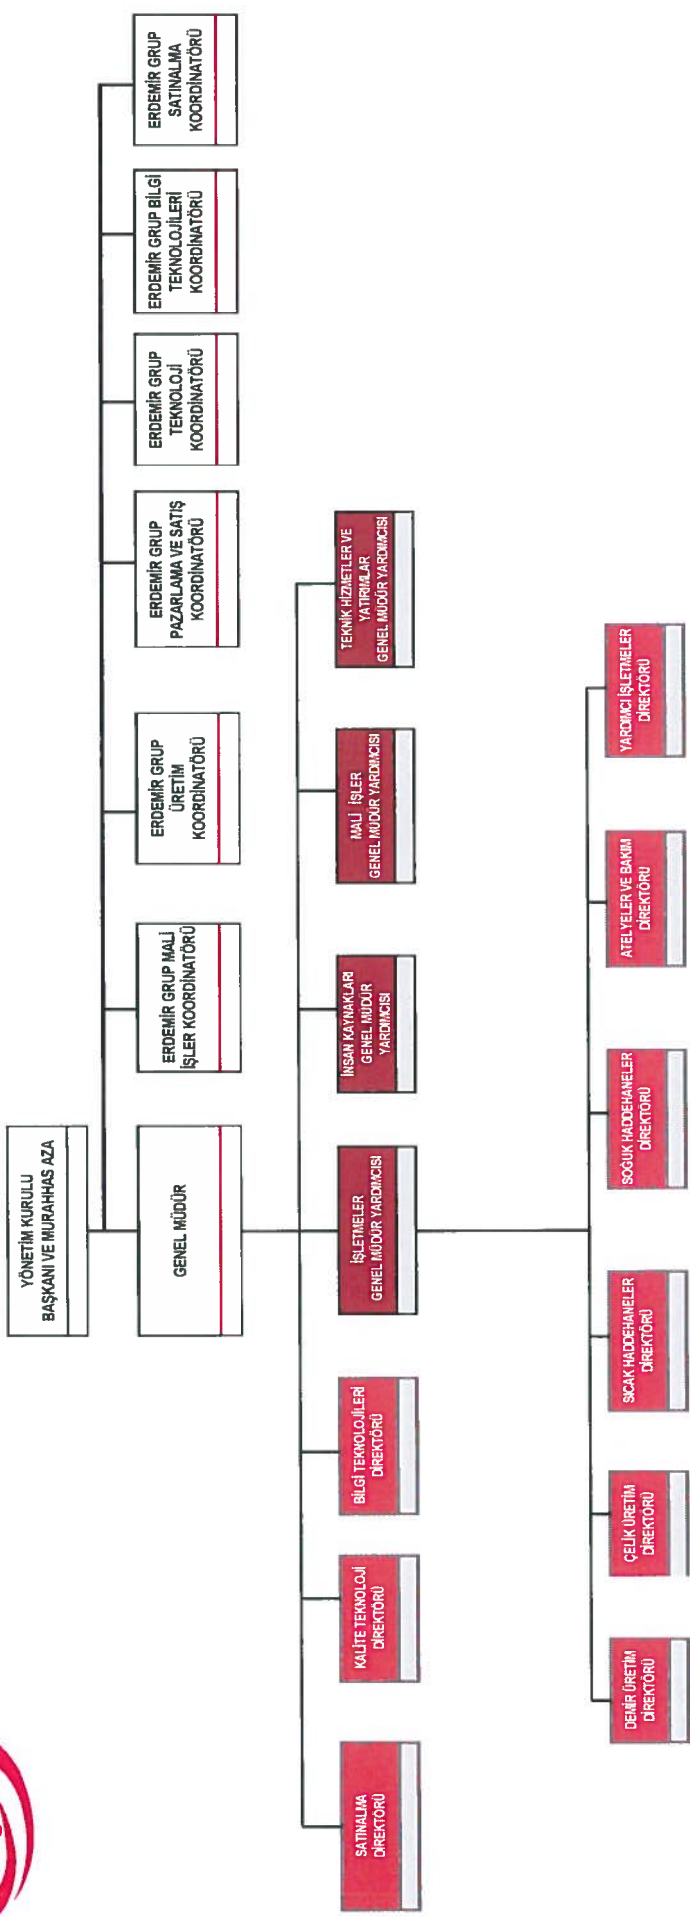 YÖNETİM KURULU
BAŞKANI VE MURAHHAS AZA
GENEL MÜDÜR
ERDEMİR GRUP MALİ
İŞLER KOORDİNATÖRÜ
ERDEMİR GRUP
ÜRETİM
KOORDİNATÖRÜ
ERDEMİR GRUP
PAZARLAMA VE SATIŞ
KOORDİNATÖRÜ
ERDEMİR GRUP
TEKNOLOJİ
KOORDİNATÖRÜ
ERDEMİR GRUP BİLGİ
TEKNOLOJİLERİ
KOORDİNATÖRÜ
ERDEMİR GRUP
SATINALMA
KOORDİNATÖRÜ
SATINALMA
DİREKTÖRÜ
KALİTE TEKNOLOJİ
DİREKTÖRÜ
BİLGİ TEKNOLOJİLERİ
DİREKTÖRÜ
İŞLETMELER
GENEL MÜDÜR YARDIMCISI
İNSAN KAYNAKLARI
GENEL MÜDÜR
YARDIMCISI
MALİ İŞLER
GENEL MÜDÜR YARDIMCISI
TEKNİK HİZMETLER VE
YATIRIMLAR
GENEL MÜDÜR YARDIMCISI
DEMİR ÜRETİM
DİREKTÖRÜ
ÇELİK ÜRETİM
DİREKTÖRÜ
SICAK HADDEHANELER
DİREKTÖRÜ
SOĞUK HADDEHANELER
DİREKTÖRÜ
ATELYELER VE BAKIM
DİREKTÖRÜ
YARDIMCI İŞLETMELER
DİREKTÖRÜ